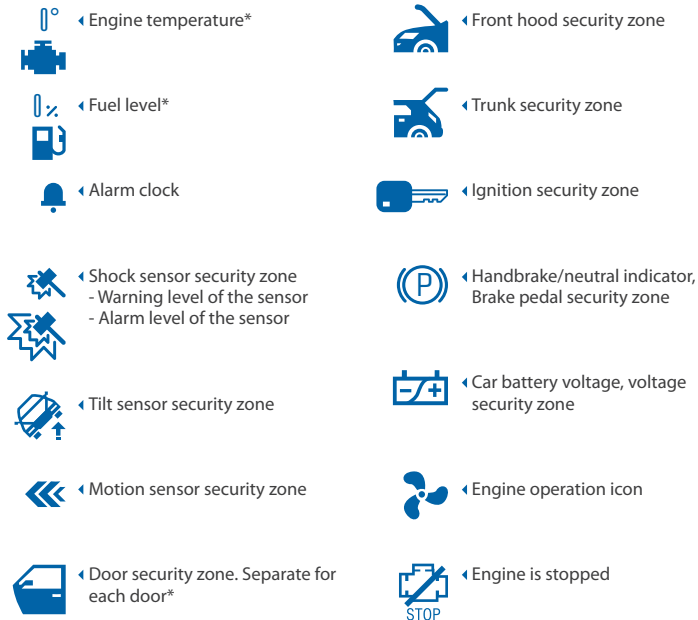 Engine temperature*
Fuel level*
Alarm clock
Shock sensor security zone
- Warning level of the sensor
- Alarm level of the sensor
Tilt sensor security zone
Motion sensor security zone
Door security zone. Separate for
each door*
Front hood security zone
Trunk security zone
Ignition security zone
P
Handbrake/neutral indicator,
Brake pedal security zone
Car battery voltage, voltage
security zone
Engine operation icon
Engine is stopped
STOP